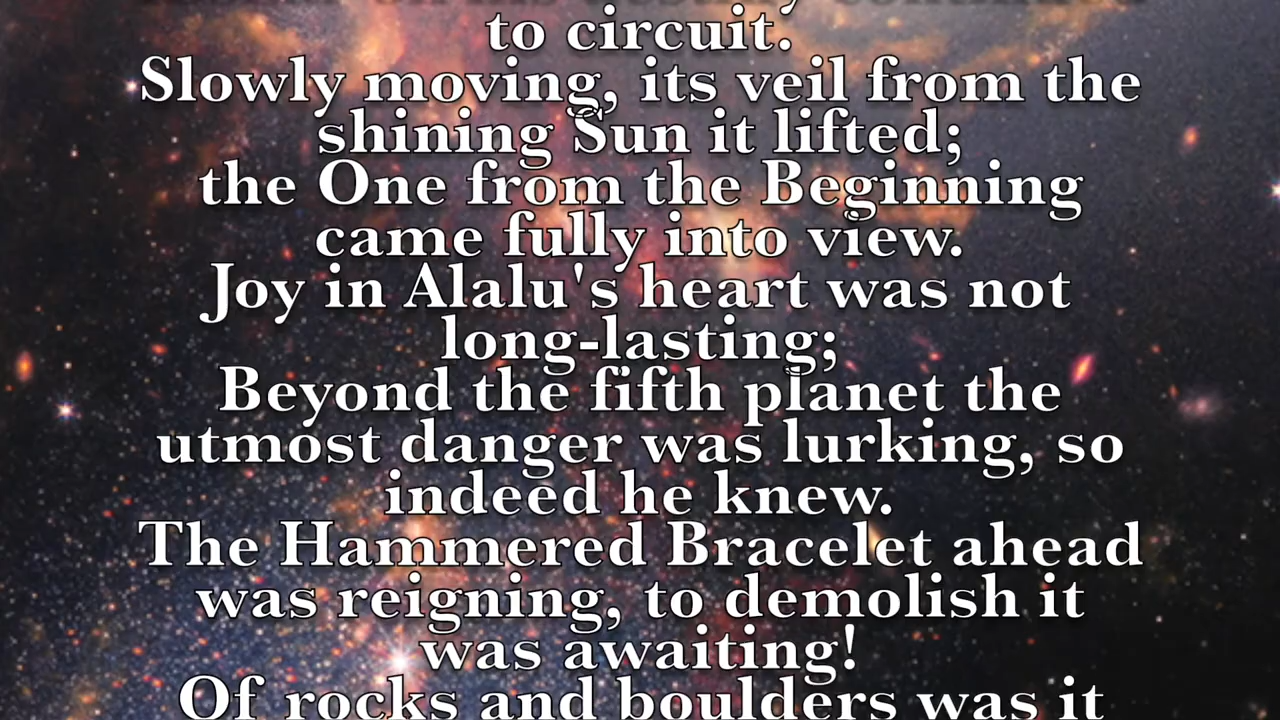 to circuit.
Slowly moving, its veil from the
shining Sun it lifted;
the One from the Beginning
came fully into view.
Joy in Alalu's heart was not
long-lasting;
Beyond the fifth planet the
utmost danger was lurking, so
indeed he knew.
The Hammered Bracelet ahead
was reigning, to demolish it
was awaiting!
Of rocks and boulders was it